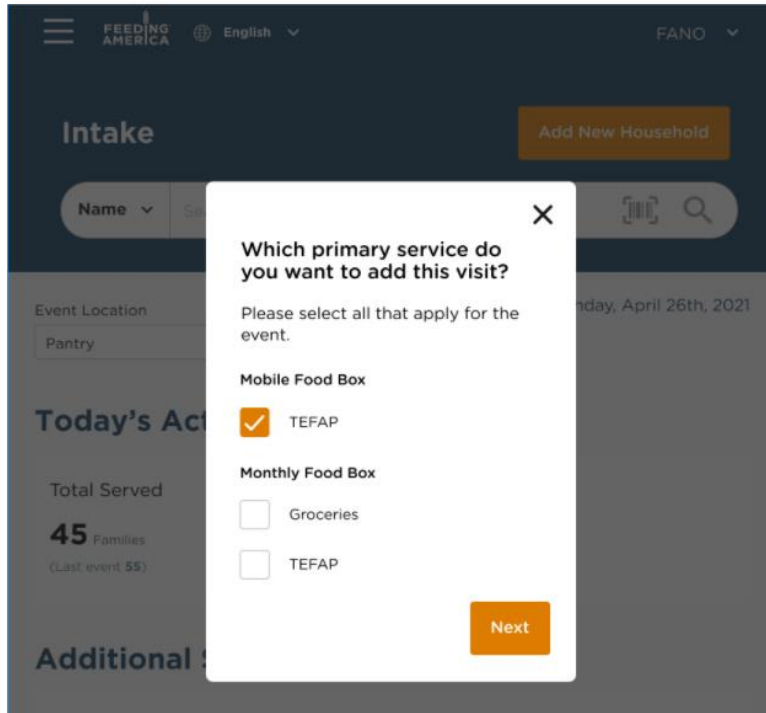 FEEDING
AMERICA
English
FANO
Intake
Add New Household
Name
Which primary service do
you want to add this visit?
Event Location
April 26th, 2021
Pantry
Please select all that apply for the
event.
Mobile Food Box
TEFAP
Today's
Monthly Food Box
Total Served
Groceries
45 Families
(Last event 55)
TEFAP
Next
Additional